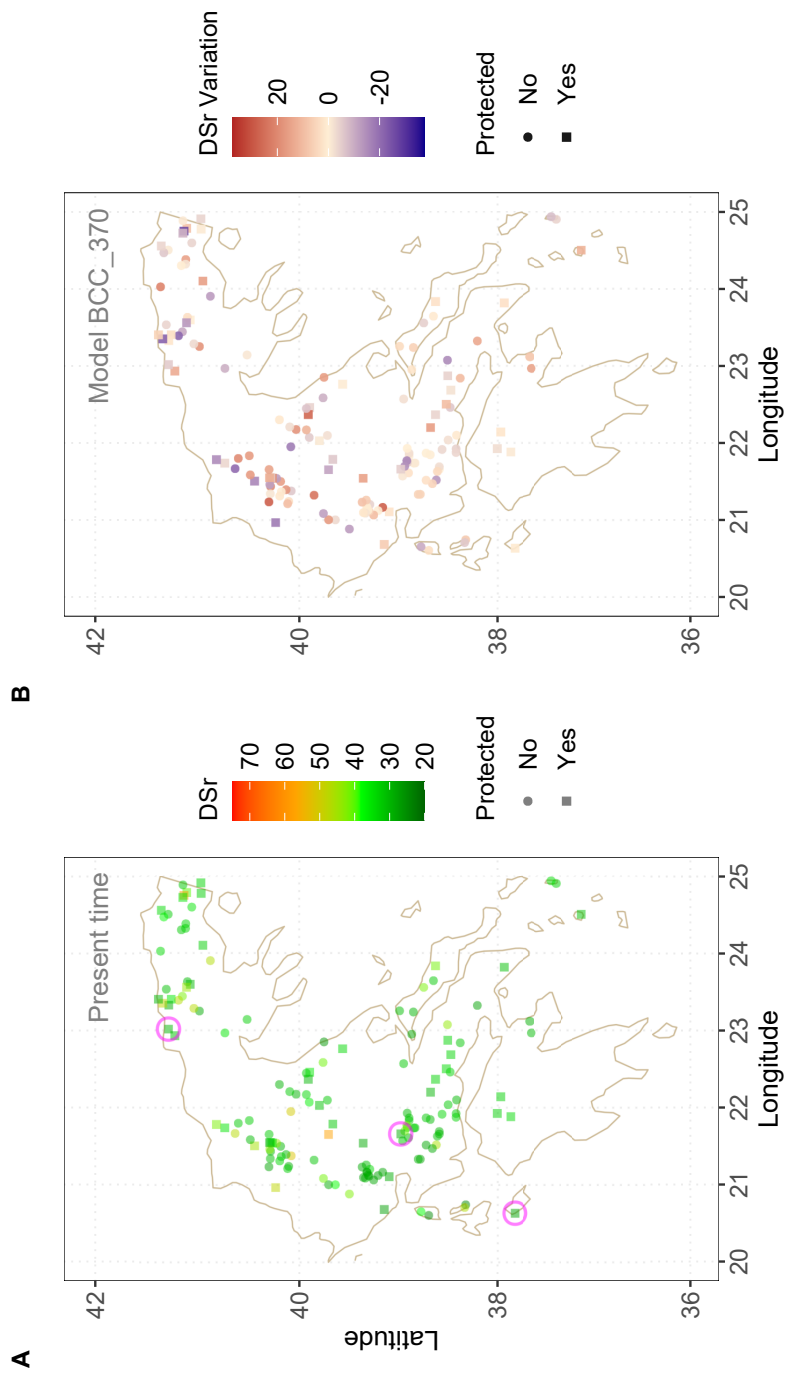 A
Present time
42
40
38
36
Latitude
20
21
22
23
24
25
Longitude
DSr
70
60
50
40
30
20
Protected
No
Yes
B
Model BCC_370
42
40
38
36
20
21
22
23
24
25
Longitude
DSr Variation
20
0
-20
Protected
No
Yes